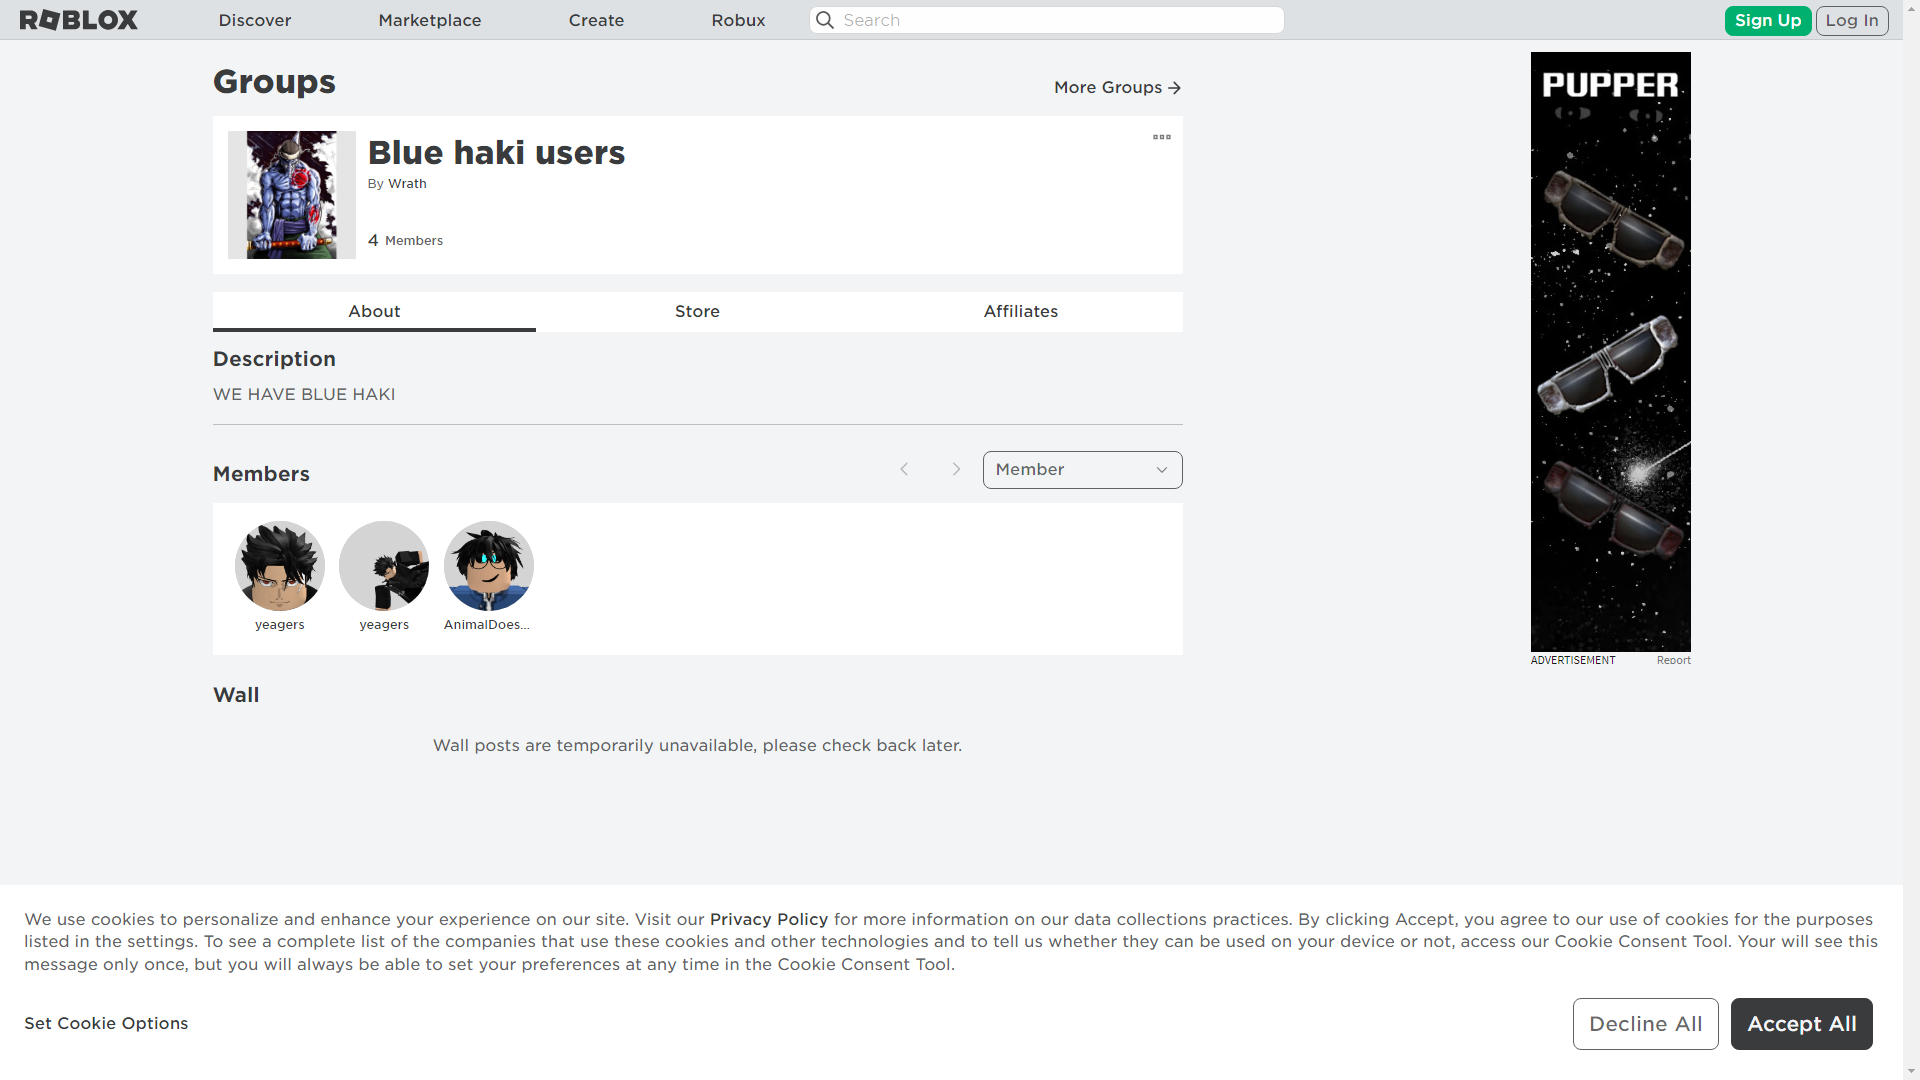 ROBLOX
Discover
Marketplace
Create
Robux
Search
Sign Up
Log In
Groups
More Groups
Blue haki users
By Wrath
4 Members
About
Store
Affiliates
Description
WE HAVE BLUE HAKI
Members
Member
yeagers
yeagers
AnimalDoes...
Wall
Wall posts are temporarily unavailable, please check back later.
PUPPER
ADVERTISEMENT
Report
We use cookies to personalize and enhance your experience on our site. Visit our Privacy Policy for more information on our data collections practices. By clicking Accept, you agree to our use of cookies for the purposes
listed in the settings. To see a complete list of the companies that use these cookies and other technologies and to tell us whether they can be used on your device or not, access our Cookie Consent Tool. Your will see this
message only once, but you will always be able to set your preferences at any time in the Cookie Consent Tool.
Set Cookie Options
Decline All
Accept All